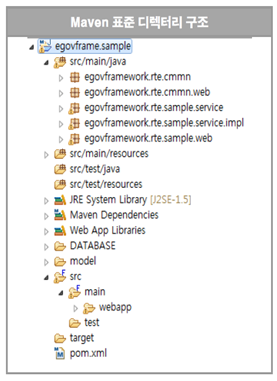 Maven 표준 디렉터리 구조
egovframe.sample
src/main/java
egovframework.rte.cmmn
egovframework.rte.cmmn.web
egovframework.rte.sample.service
egovframework.rte.sample.service.impl
egovframework.rte.sample.web
src/main/resources
src/test/java
src/test/resources
JRE System Library [J2SE-1.5]
Maven Dependencies
Web App Libraries
DATABASE
model
src
main
webapp
test
target
pom.xml